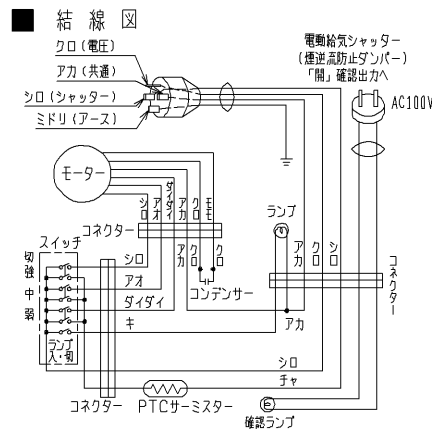 ■ 結線図
クロ(電圧)
アカ(共通)
シロ(シャッター)
ミドリ(アース)
電動給気シャッター
(煙逆流防止ダンパー)
「開」確認出力へ
AC100V
モーター
シロ
アオ
ダイダイ
アカ
クロ
モモ
コネクター
アカ
クロ
クロ
コンデンサー
ランプ
アカ
クロ
シロ
コネクター
スイッチ
切
強
中
弱
ランプ
入・切
シロ
アオ
ダイダイ
キ
アカ
シロ
チャ
コネクター
PTCサーミスター
確認ランプ